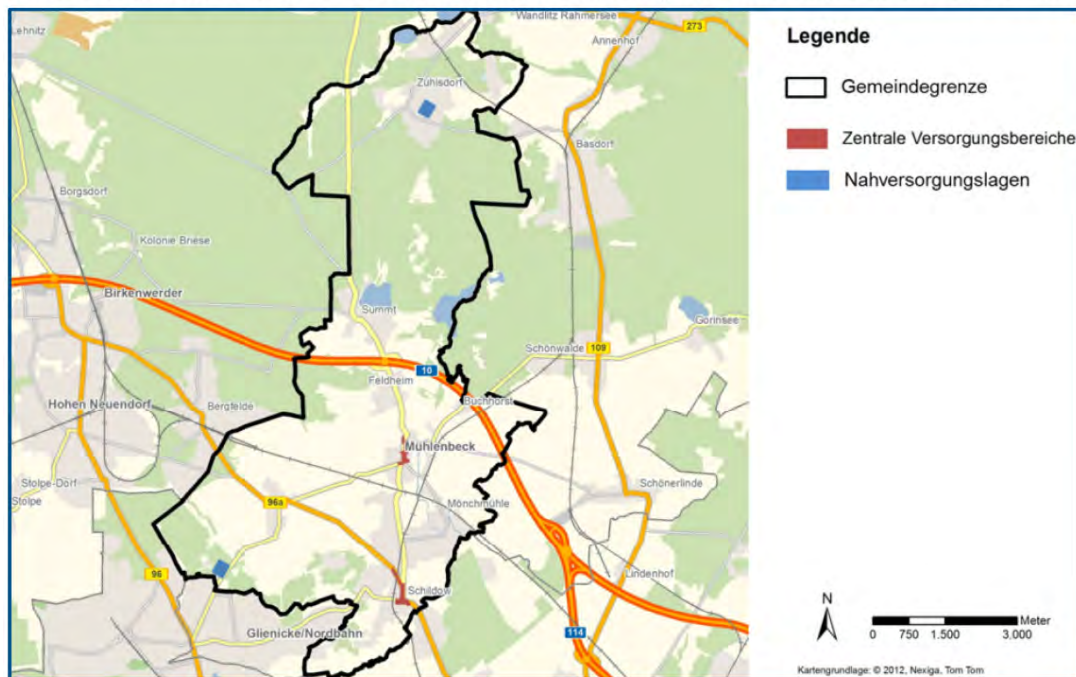 Wandlitz Rahmersee
273
Lehnitz
Annenhof
Zühlsdorf
Basdorf
Borgsdorf
Kolonie Briese
Birkenwerder
Summt
Gorinsee
Schönwalde
109
10
Feldheim
Buchhorst
Hohen Neuendorf
Bergfelde
Mühlenbeck
Stolpe-Dorf
Stolpe
96a
Mönchmühle
Schönerlinde
96
Schildow
Lindenhof
Glienicke/Nordbahn
114
Legende
Gemeindegrenze
Zentrale Versorgungsbereiche
Nahversorgungslagen
N
Meter
0 750 1.500 3.000
Kartengrundlage: © 2012, Nexiga, Tom Tom